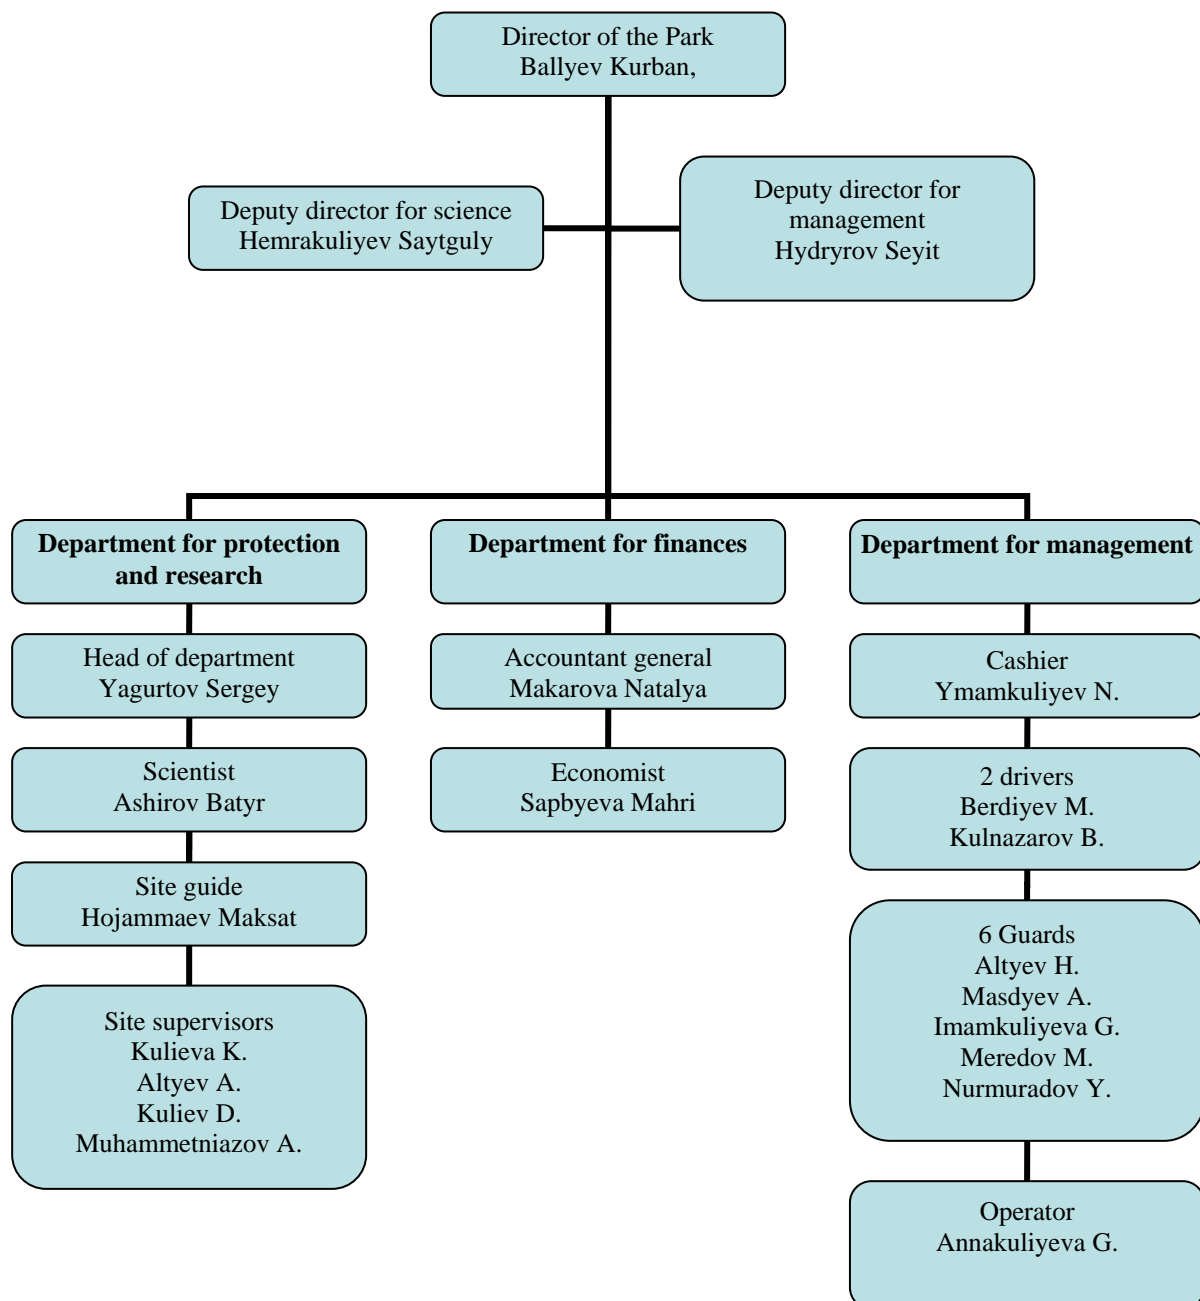 Director of the Park
Ballyev Kurban,
Deputy director for science
Hemrakuliyev Saytguly
Deputy director for
management
Hydryrov Seyit
Department for protection
and research
Head of department
Yagurtov Sergey
Scientist
Ashirov Batyr
Site guide
Hojammaev Maksat
Site supervisors
Kulieva K.
Altyev A.
Kuliev D.
Muhammetniazov A.
Department for finances
Accountant general
Makarova Natalya
Economist
Sapbyeva Mahri
Department for management
Cashier
Ymamkuliyev N.
2 drivers
Berdiyev M.
Kulnazarov B.
6 Guards
Altyev H.
Masdyev A.
Imamkuliyeva G.
Meredov M.
Nurmuradov Y.
Operator
Annakuliyeva G.